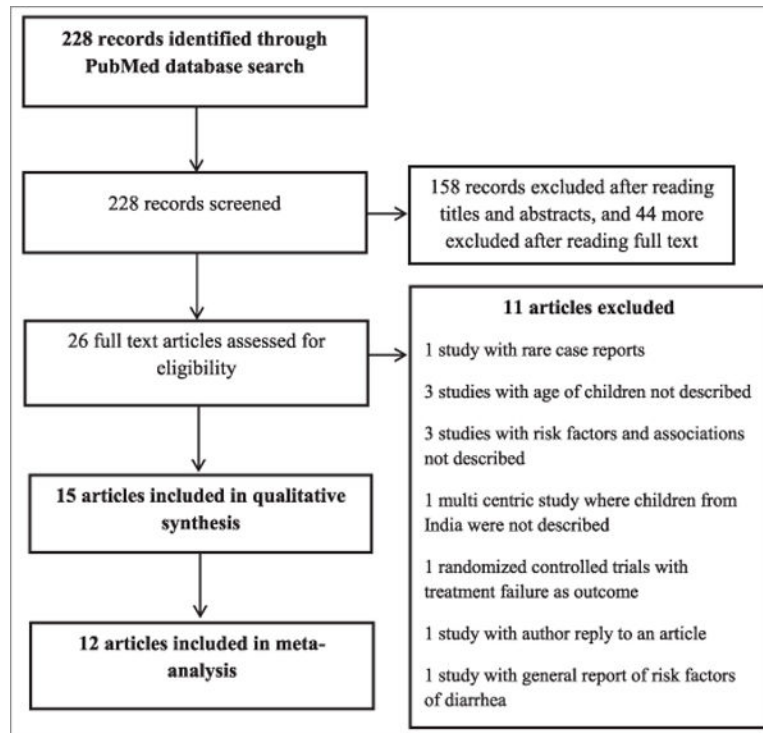 228 records identified through
PubMed database search
228 records screened
158 records excluded after reading
titles and abstracts, and 44 more
excluded after reading full text
26 full text articles assessed for
eligibility
11 articles excluded
1 study with rare case reports
3 studies with age of children not described
3 studies with risk factors and associations
not described
1 multi centric study where children from
India were not described
1 randomized controlled trials with
treatment failure as outcome
1 study with author reply to an article
1 study with general report of risk factors
of diarrhea
15 articles included in qualitative
synthesis
12 articles included in meta-
analysis